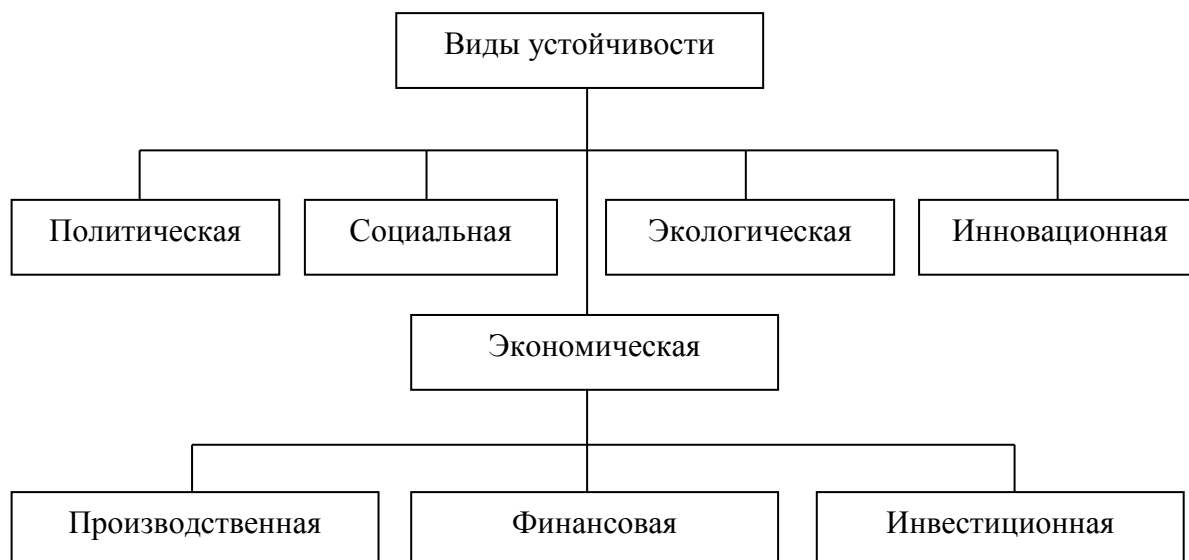 Виды устойчивости
Политическая
Социальная
Экологическая
Инновационная
Экономическая
Производственная
Финансовая
Инвестиционная